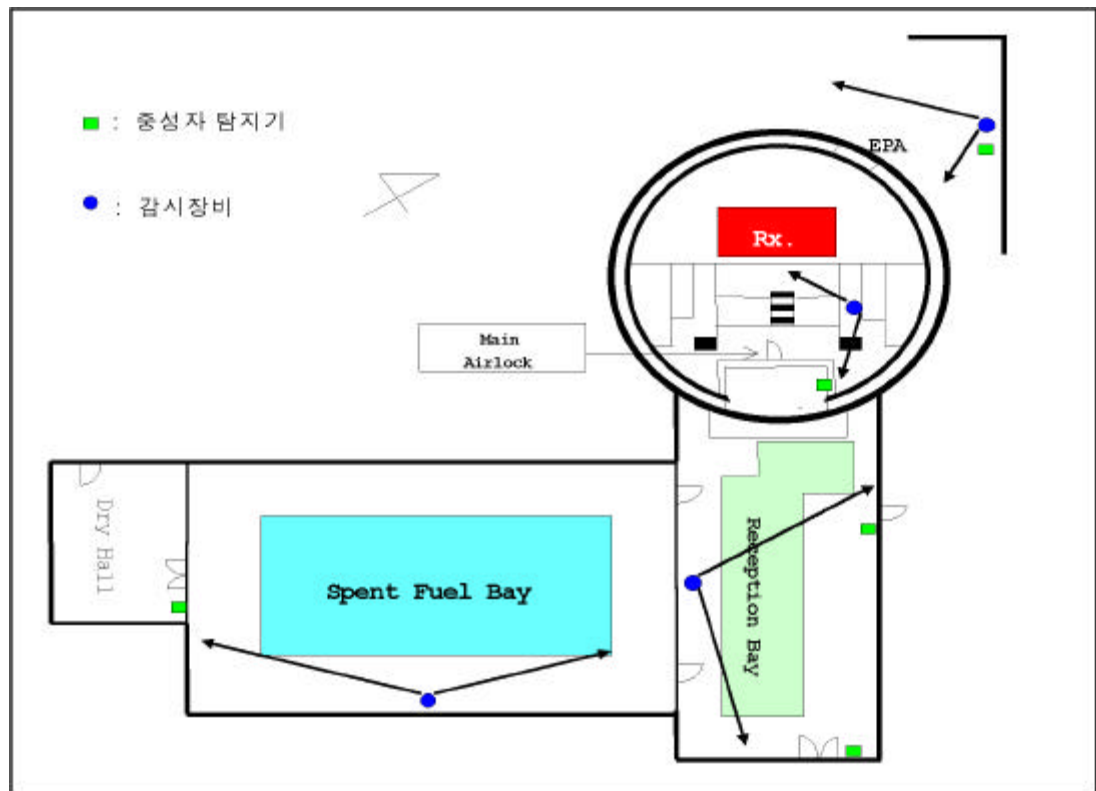 : 중성자 탐지기
: 감시장비
EPA
Rx.
Main
Airlock
Dry Hall
Spent Fuel Bay
Reception Bay